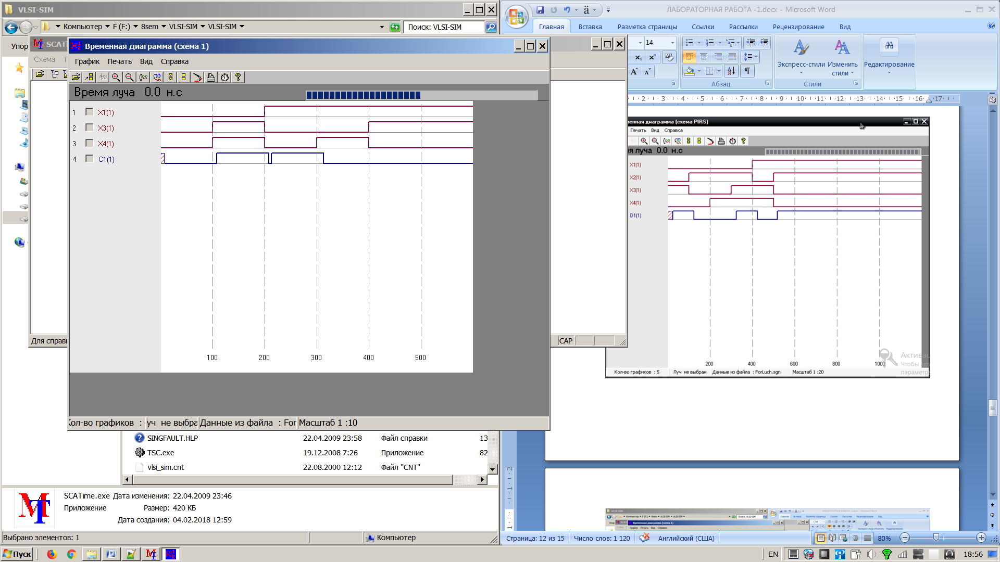 VLSI-SIM
Компьютер F (F:) 8sem VLSI-SIM VLSI-SIM
Поиск: VLSI-SIM
Упор
SCATi
Схема Т
Временная диаграмма (схема 1)
График Печать Вид Справка
Время луча 0.0 н.с
1 X1(1)
2 X3(1)
3 X4(1)
4 C1(1)
100 200 300 400 500
Кол-во графиков :
уч не выбра
Данные из файла : For
Масштаб 1 :10
Для справк
CAP
SINGFAULT.HLP 22.04.2009 23:58 Файл справки 13
TSC.exe 19.12.2008 7:26 Приложение 82
vlsi_sim.cnt 22.08.2000 12:12 Файл "CNT"
SCATime.exe Дата изменения: 22.04.2009 23:46
Приложение Размер: 420 КБ
Дата создания: 04.02.2018 12:59
Выбрано элементов: 1
Компьютер
ЛАБОРАТОРНАЯ РАБОТА -1.docx - Microsoft Word
Главная Вставка Разметка страницы Ссылки Рассылки Рецензирование Вид
14
Экспресс-стили
Изменить стили
Редактирование
Абзац
Стили
1 2 3 4 5 6 7 8 9 10 11 12 13 14 15 16 17
енная диаграмма (схема PIRS)
Печать Вид Справка
я луча 0.0 н.с
X1(1)
X2(1)
X3(1)
X4(1)
D1(1)
200 400 600 800 1000
Кол-во графиков : 5 Луч не выбран Данные из файла : ForLuch.sgn Масштаб 1 :20
Актива
Чтобы ак
параметр
Страница: 12 из 15 Число слов: 1 120 Английский (США) 80%
Пуск
EN
18:56